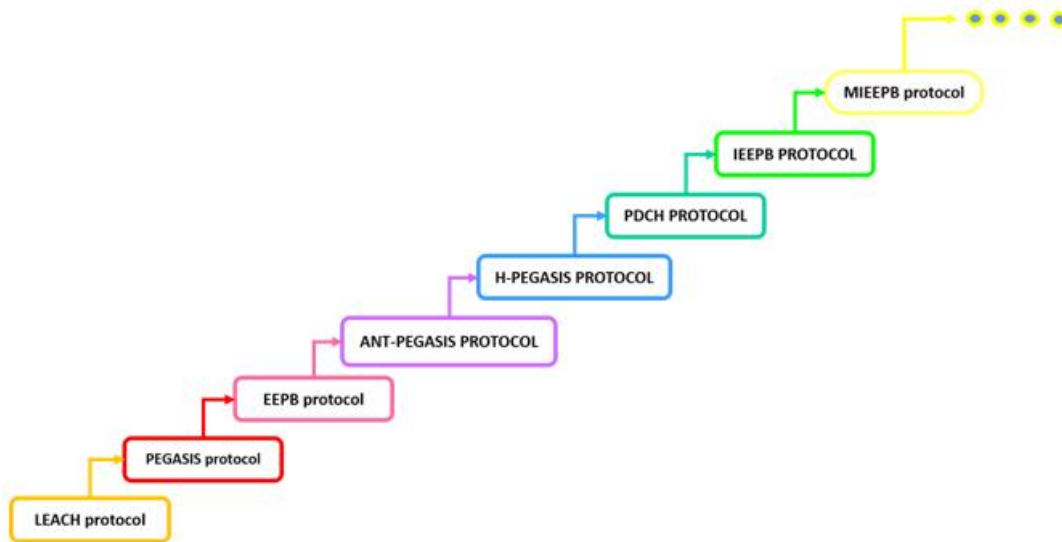 MIEEPB protocol
IEEPB PROTOCOL
PDCH PROTOCOL
H-PEGASIS PROTOCOL
ANT-PEGASIS PROTOCOL
EEPB protocol
PEGASIS protocol
LEACH protocol